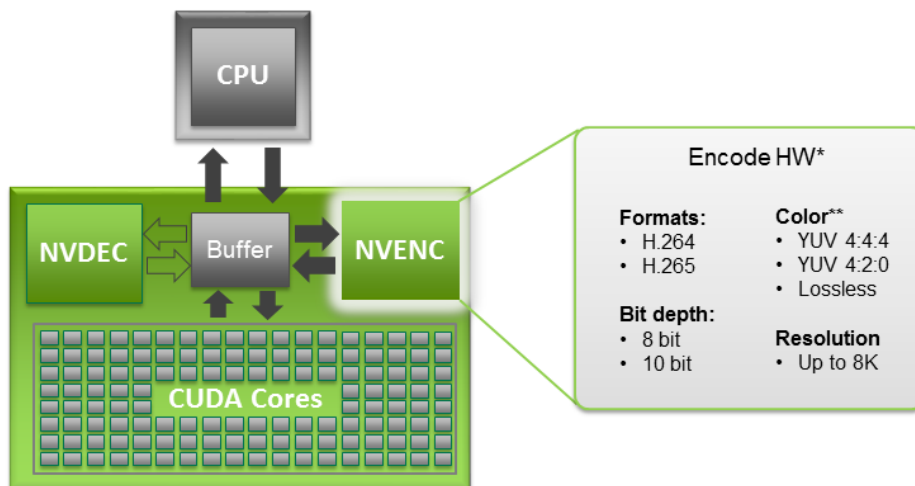 CPU
NVDEC
Buffer
NVENC
CUDA Cores
Encode HW*
Formats:
• H.264
• H.265
Bit depth:
• 8 bit
• 10 bit
Color**
• YUV 4:4:4
• YUV 4:2:0
• Lossless
Resolution
• Up to 8K